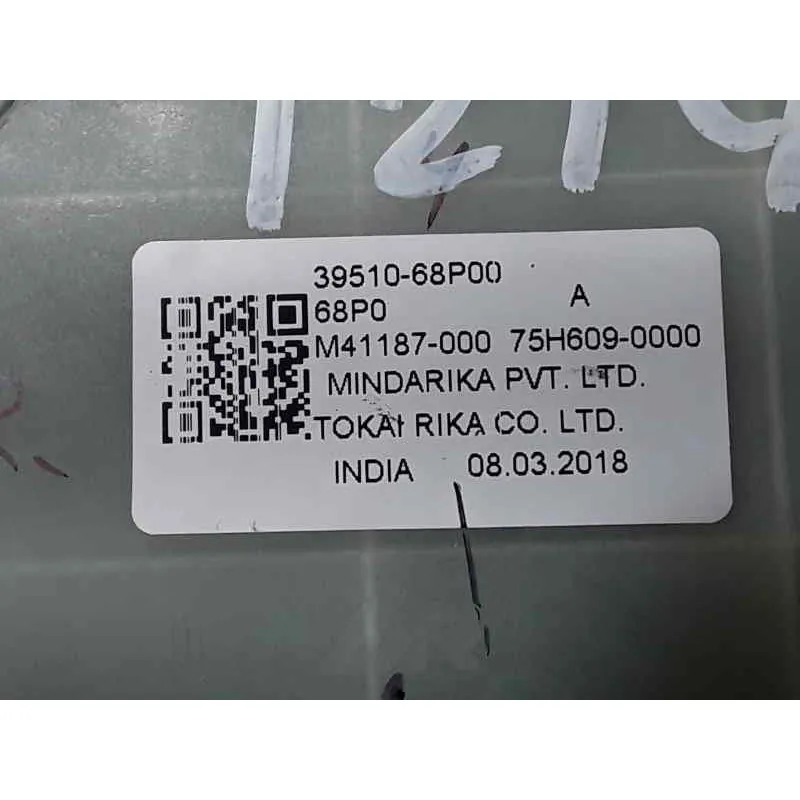 39510-68P00
68P0 A
M41187-000 75H609-0000
MINDARIKA PVT. LTD.
TOKAI RIKA CO. LTD.
INDIA 08.03.2018